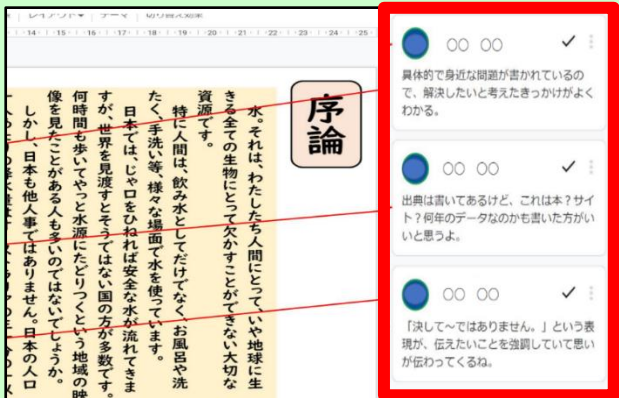 レイアウト▼ テーマ 切り替え効果
14 15 16 17 18 19 20 21 22 23 24 25
序論
水。それは、わたしたち人間にとって、いや地球に生
きる全ての生物にとって欠かすことができない大切な
資源です。
特に人間は、飲み水としてだけでなく、お風呂や洗
たく、手洗い等、様々な場面で水を使っています。
日本では、じゃ口をひねれば安全な水が流れてきま
すが、世界を見渡すとそうではない国の方が多数です。
何時間も歩いてやっと水源にたどりつくという地域の映
像を見たことがある人も多いのではないでしょうか。
しかし、日本も他人事ではありません。日本の人口
○○ ○○
具体的で身近な問題が書かれているの
で、解決したいと考えたきっかけがよく
わかる。
○○ ○○
出典は書いてあるけど、これは本？サイ
ト？何年のデータなのかも書いた方がい
いと思うよ。
○○ ○○
「決して～ではありません。」という表
現が、伝えたいことを強調していて思い
が伝わってくるね。